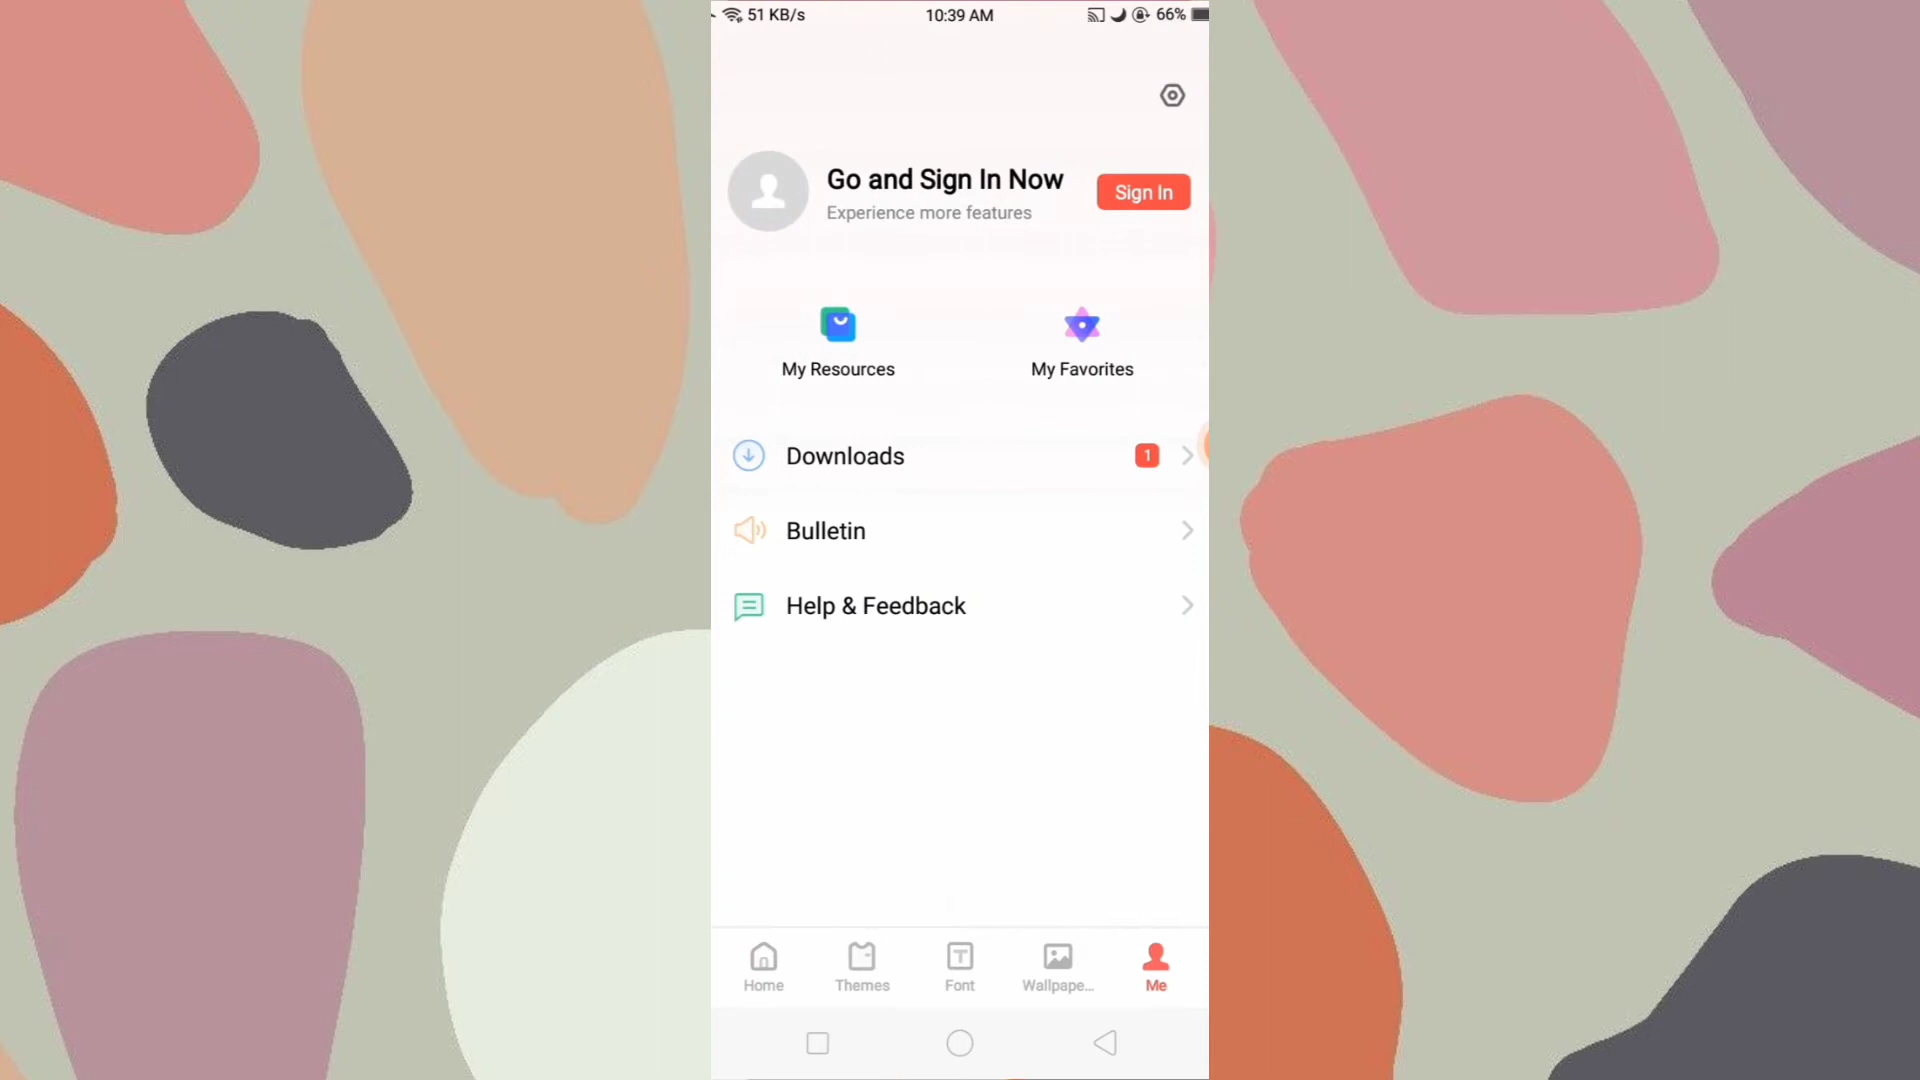 51 KB/s 10:39 AM 66%
Go and Sign In Now
Experience more features
Sign In
My Resources My Favorites
Downloads 1
Bulletin
Help & Feedback
Home Themes Font Wallpape... Me